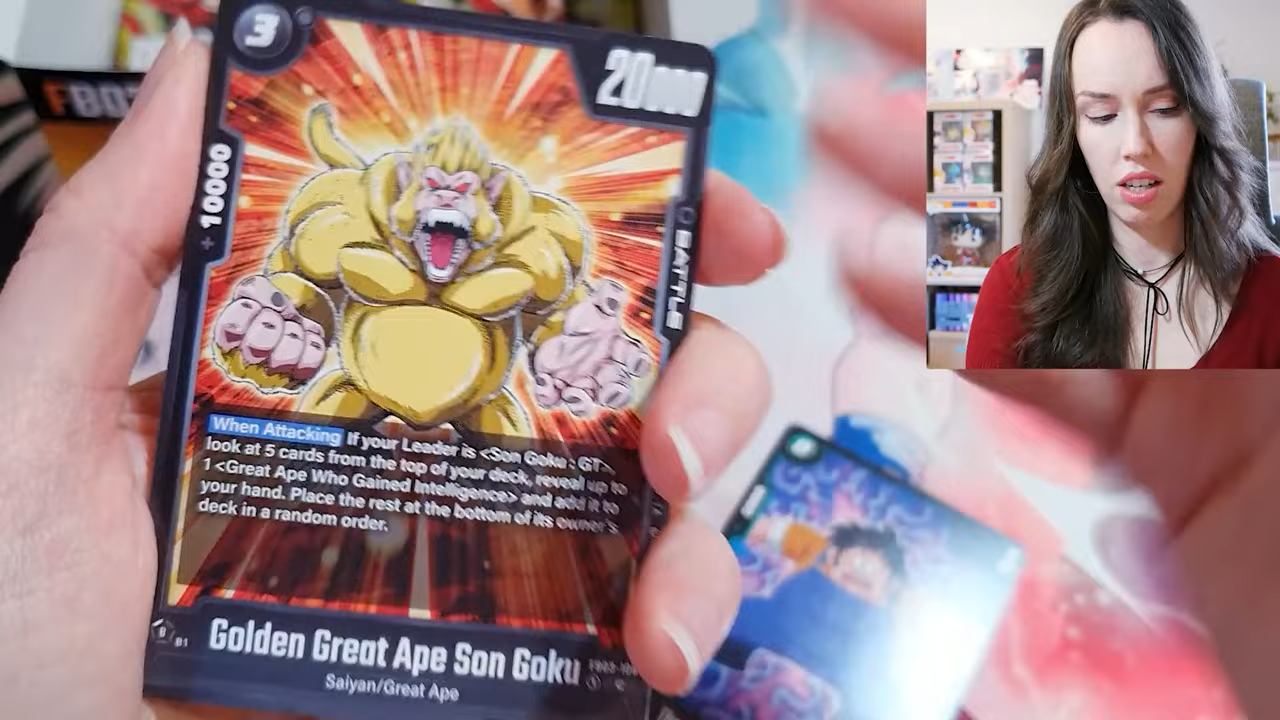 3
20000
+ 10000
BATTLE
When Attacking If your Leader is <Son Goku : GT>,
look at 5 cards from the top of your deck, reveal up to
1 <Great Ape Who Gained Intelligence> and add it to
your hand. Place the rest at the bottom of its owner's
deck in a random order.
Golden Great Ape Son Goku
Saiyan/Great Ape